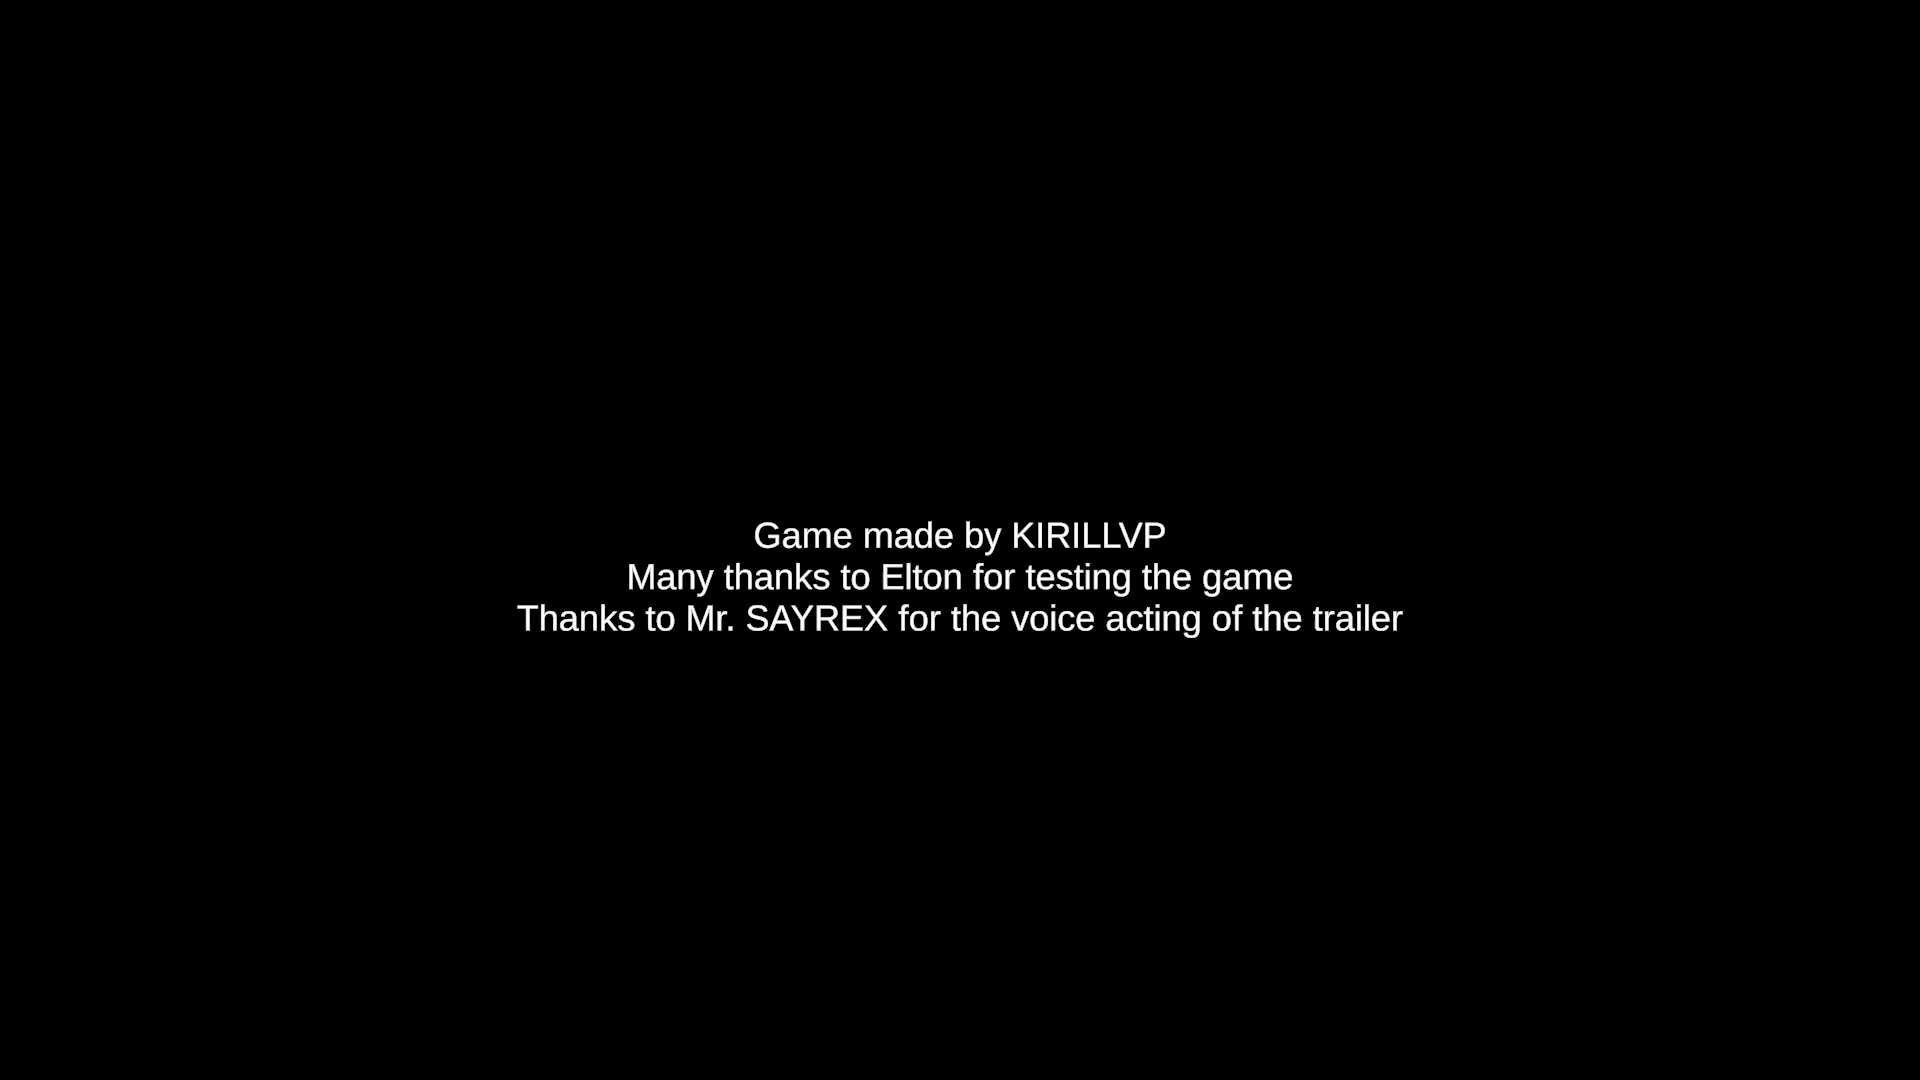 Game made by KIRILLVP
Many thanks to Elton for testing the game
Thanks to Mr. SAYREX for the voice acting of the trailer